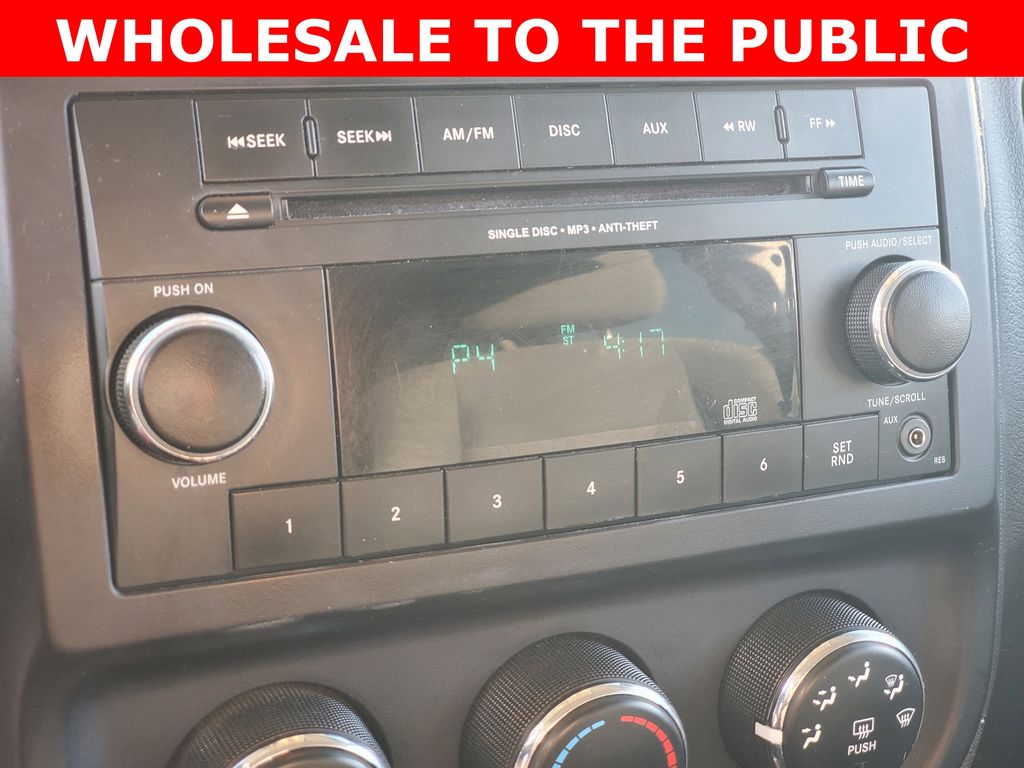 WHOLESALE TO THE PUBLIC
SEEK
SEEK
AM/FM
DISC
AUX
RW
FF
TIME
SINGLE DISC • MP3 • ANTI-THEFT
PUSH AUDIO/SELECT
PUSH ON
FM
ST
P4
4:17
COMPACT
disc
DIGITAL AUDIO
TUNE/SCROLL
AUX
RES
VOLUME
1
2
3
4
5
6
SET
RND
PUSH